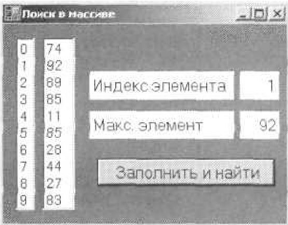 Поиск в массиве
0 74
1 92
2 89
3 85
4 11
5 85
6 28
7 44
8 27
9 83
Индекс элемента 1
Макс. элемент 92
Заполнить и найти